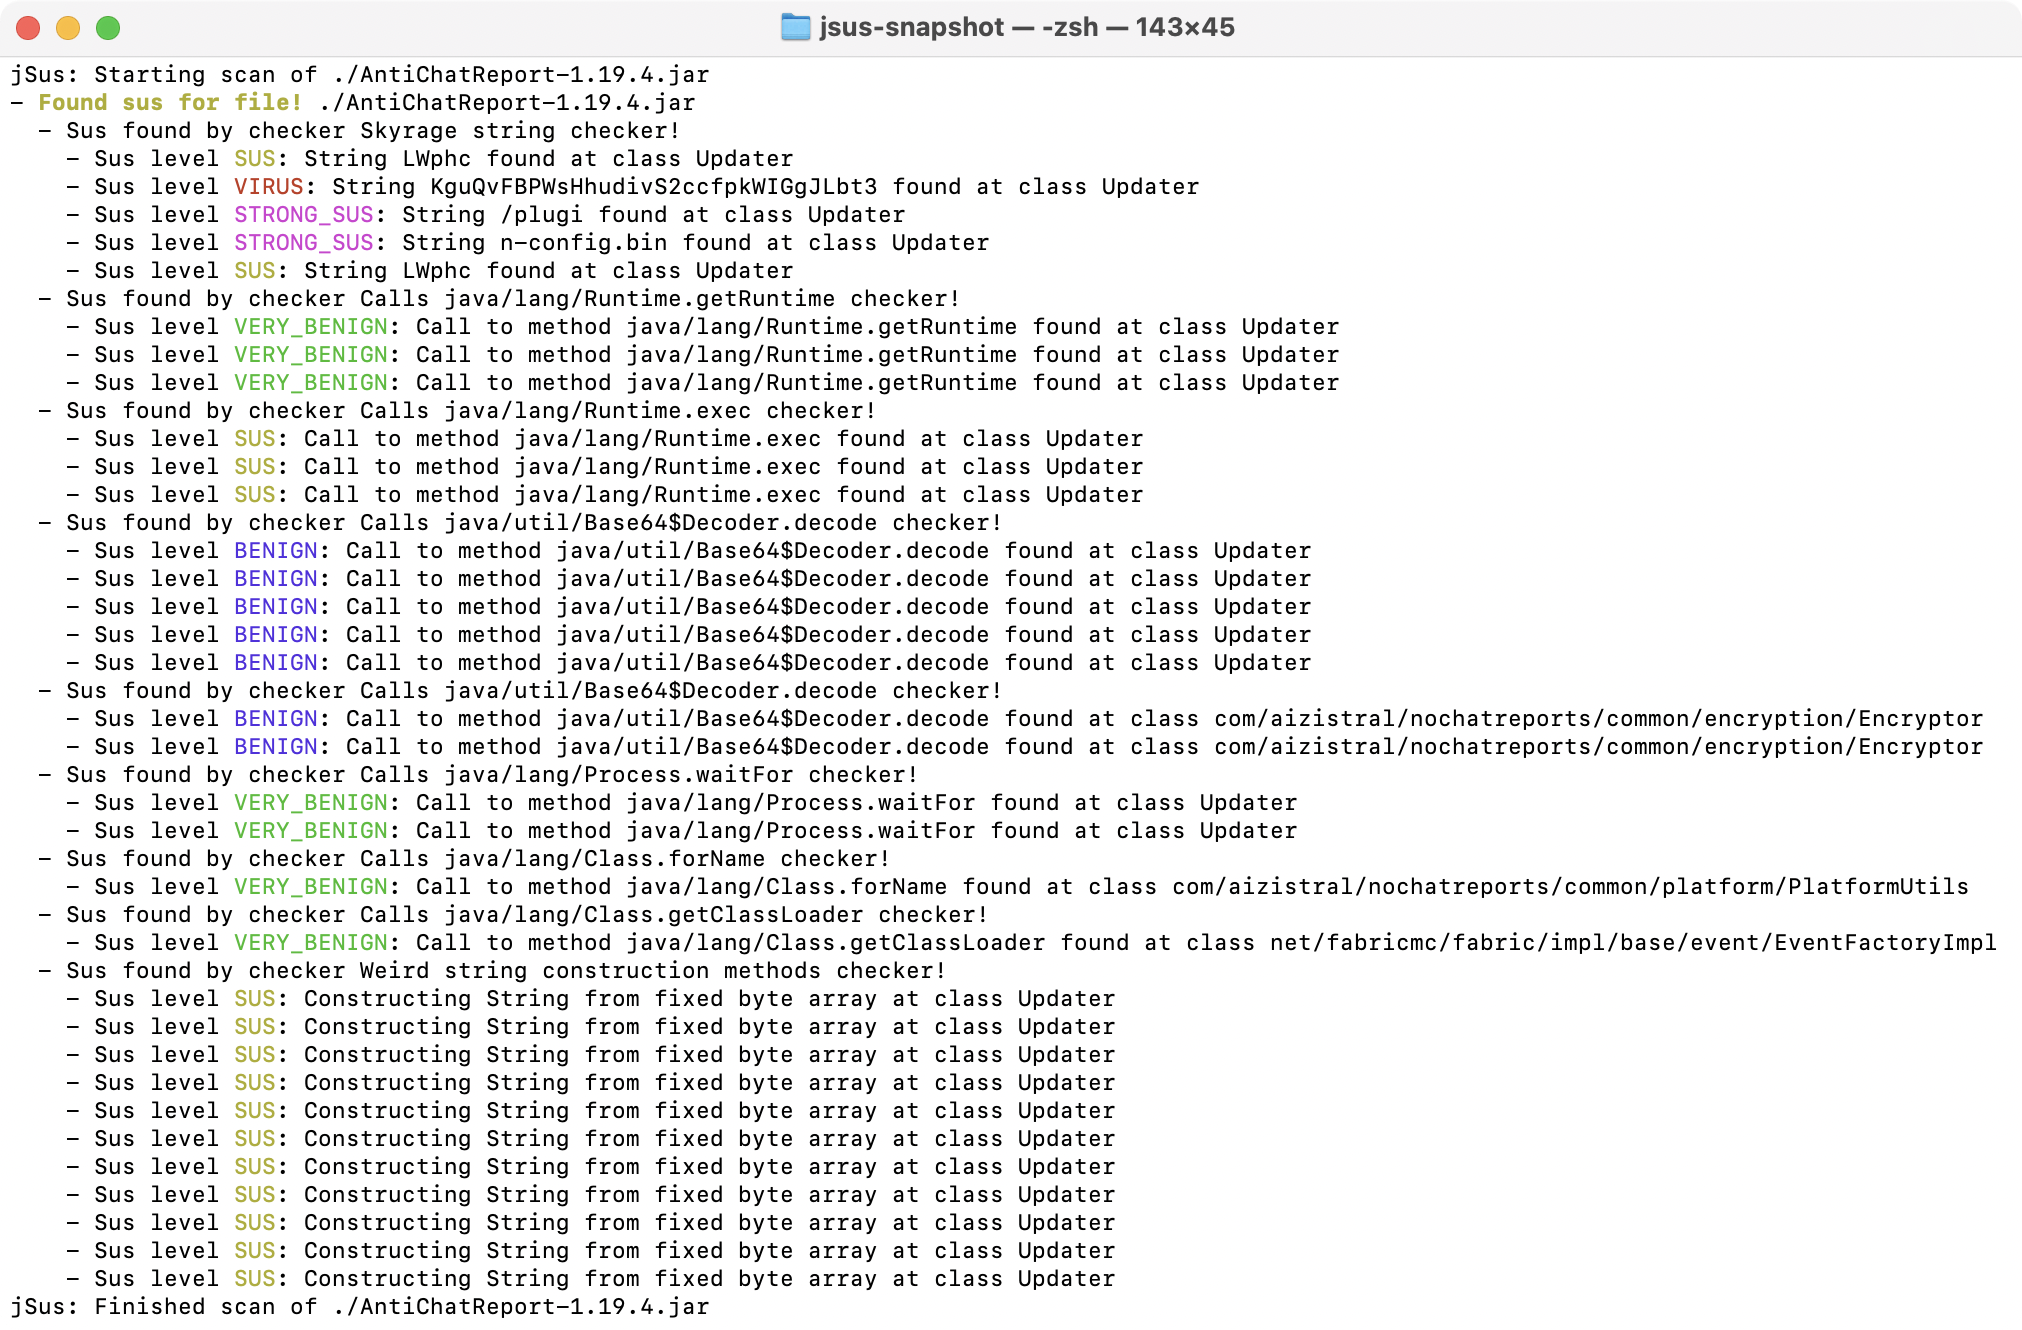 jsus-snapshot — -zsh — 143×45
jSus: Starting scan of ./AntiChatReport-1.19.4.jar
- Found sus for file! ./AntiChatReport-1.19.4.jar
  - Sus found by checker Skyrage string checker!
    - Sus level SUS: String LWphc found at class Updater
    - Sus level VIRUS: String KguQvFBPWsHhudivS2ccfpkWIGgJLbt3 found at class Updater
    - Sus level STRONG_SUS: String /plugi found at class Updater
    - Sus level STRONG_SUS: String n-config.bin found at class Updater
    - Sus level SUS: String LWphc found at class Updater
  - Sus found by checker Calls java/lang/Runtime.getRuntime checker!
    - Sus level VERY_BENIGN: Call to method java/lang/Runtime.getRuntime found at class Updater
    - Sus level VERY_BENIGN: Call to method java/lang/Runtime.getRuntime found at class Updater
    - Sus level VERY_BENIGN: Call to method java/lang/Runtime.getRuntime found at class Updater
  - Sus found by checker Calls java/lang/Runtime.exec checker!
    - Sus level SUS: Call to method java/lang/Runtime.exec found at class Updater
    - Sus level SUS: Call to method java/lang/Runtime.exec found at class Updater
    - Sus level SUS: Call to method java/lang/Runtime.exec found at class Updater
  - Sus found by checker Calls java/util/Base64$Decoder.decode checker!
    - Sus level BENIGN: Call to method java/util/Base64$Decoder.decode found at class Updater
    - Sus level BENIGN: Call to method java/util/Base64$Decoder.decode found at class Updater
    - Sus level BENIGN: Call to method java/util/Base64$Decoder.decode found at class Updater
    - Sus level BENIGN: Call to method java/util/Base64$Decoder.decode found at class Updater
    - Sus level BENIGN: Call to method java/util/Base64$Decoder.decode found at class Updater
  - Sus found by checker Calls java/util/Base64$Decoder.decode checker!
    - Sus level BENIGN: Call to method java/util/Base64$Decoder.decode found at class com/aizistral/nochatreports/common/encryption/Encryptor
    - Sus level BENIGN: Call to method java/util/Base64$Decoder.decode found at class com/aizistral/nochatreports/common/encryption/Encryptor
  - Sus found by checker Calls java/lang/Process.waitFor checker!
    - Sus level VERY_BENIGN: Call to method java/lang/Process.waitFor found at class Updater
    - Sus level VERY_BENIGN: Call to method java/lang/Process.waitFor found at class Updater
  - Sus found by checker Calls java/lang/Class.forName checker!
    - Sus level VERY_BENIGN: Call to method java/lang/Class.forName found at class com/aizistral/nochatreports/common/platform/PlatformUtils
  - Sus found by checker Calls java/lang/Class.getClassLoader checker!
    - Sus level VERY_BENIGN: Call to method java/lang/Class.getClassLoader found at class net/fabricmc/fabric/impl/base/event/EventFactoryImpl
  - Sus found by checker Weird string construction methods checker!
    - Sus level SUS: Constructing String from fixed byte array at class Updater
    - Sus level SUS: Constructing String from fixed byte array at class Updater
    - Sus level SUS: Constructing String from fixed byte array at class Updater
    - Sus level SUS: Constructing String from fixed byte array at class Updater
    - Sus level SUS: Constructing String from fixed byte array at class Updater
    - Sus level SUS: Constructing String from fixed byte array at class Updater
    - Sus level SUS: Constructing String from fixed byte array at class Updater
    - Sus level SUS: Constructing String from fixed byte array at class Updater
    - Sus level SUS: Constructing String from fixed byte array at class Updater
    - Sus level SUS: Constructing String from fixed byte array at class Updater
    - Sus level SUS: Constructing String from fixed byte array at class Updater
jSus: Finished scan of ./AntiChatReport-1.19.4.jar